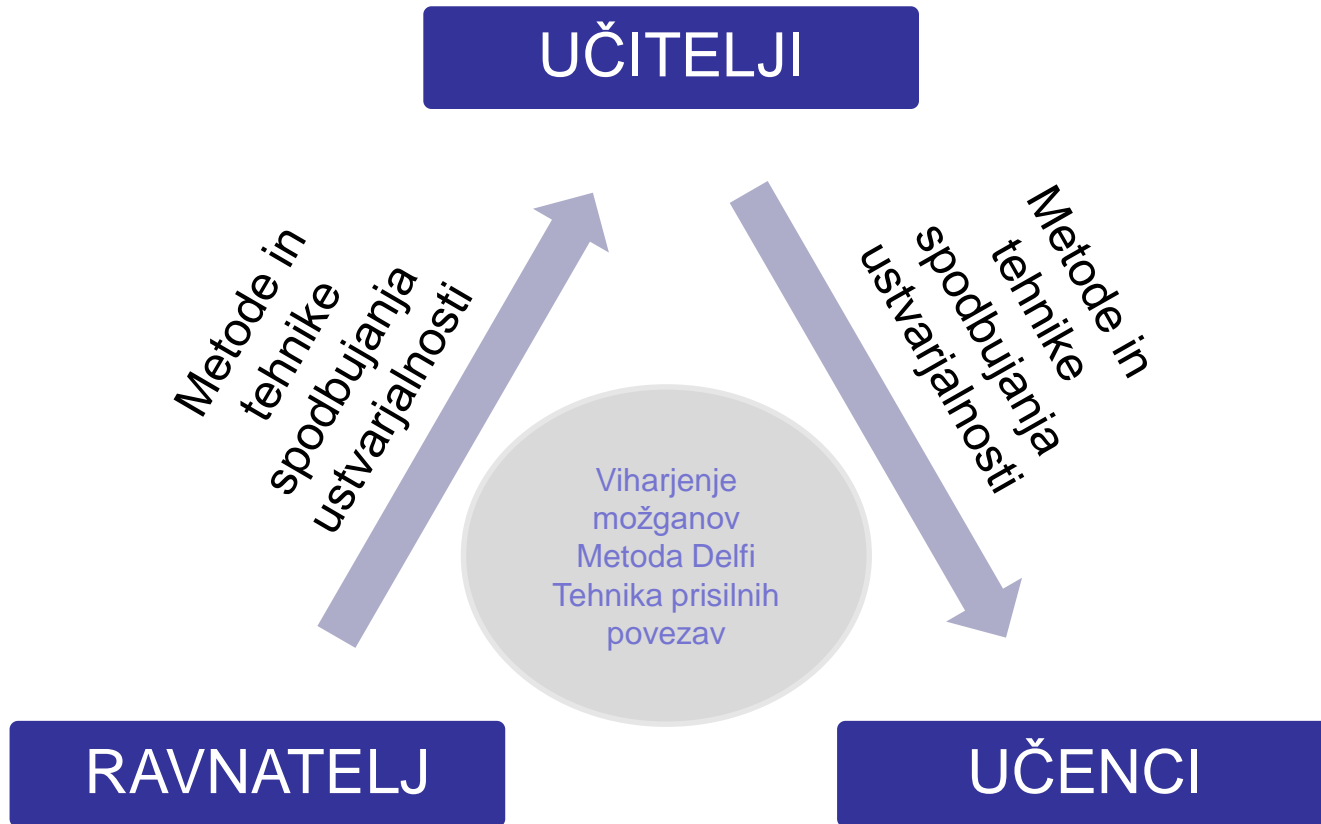 UČITELJI
Metode in
tehnike
spodbujanja
ustvarjalnosti
Metode in
tehnike
spodbujanja
ustvarjalnosti
Viharjenje
možganov
Metoda Delfi
Tehnika prisilnih
povezav
RAVNATELJ
UČENCI